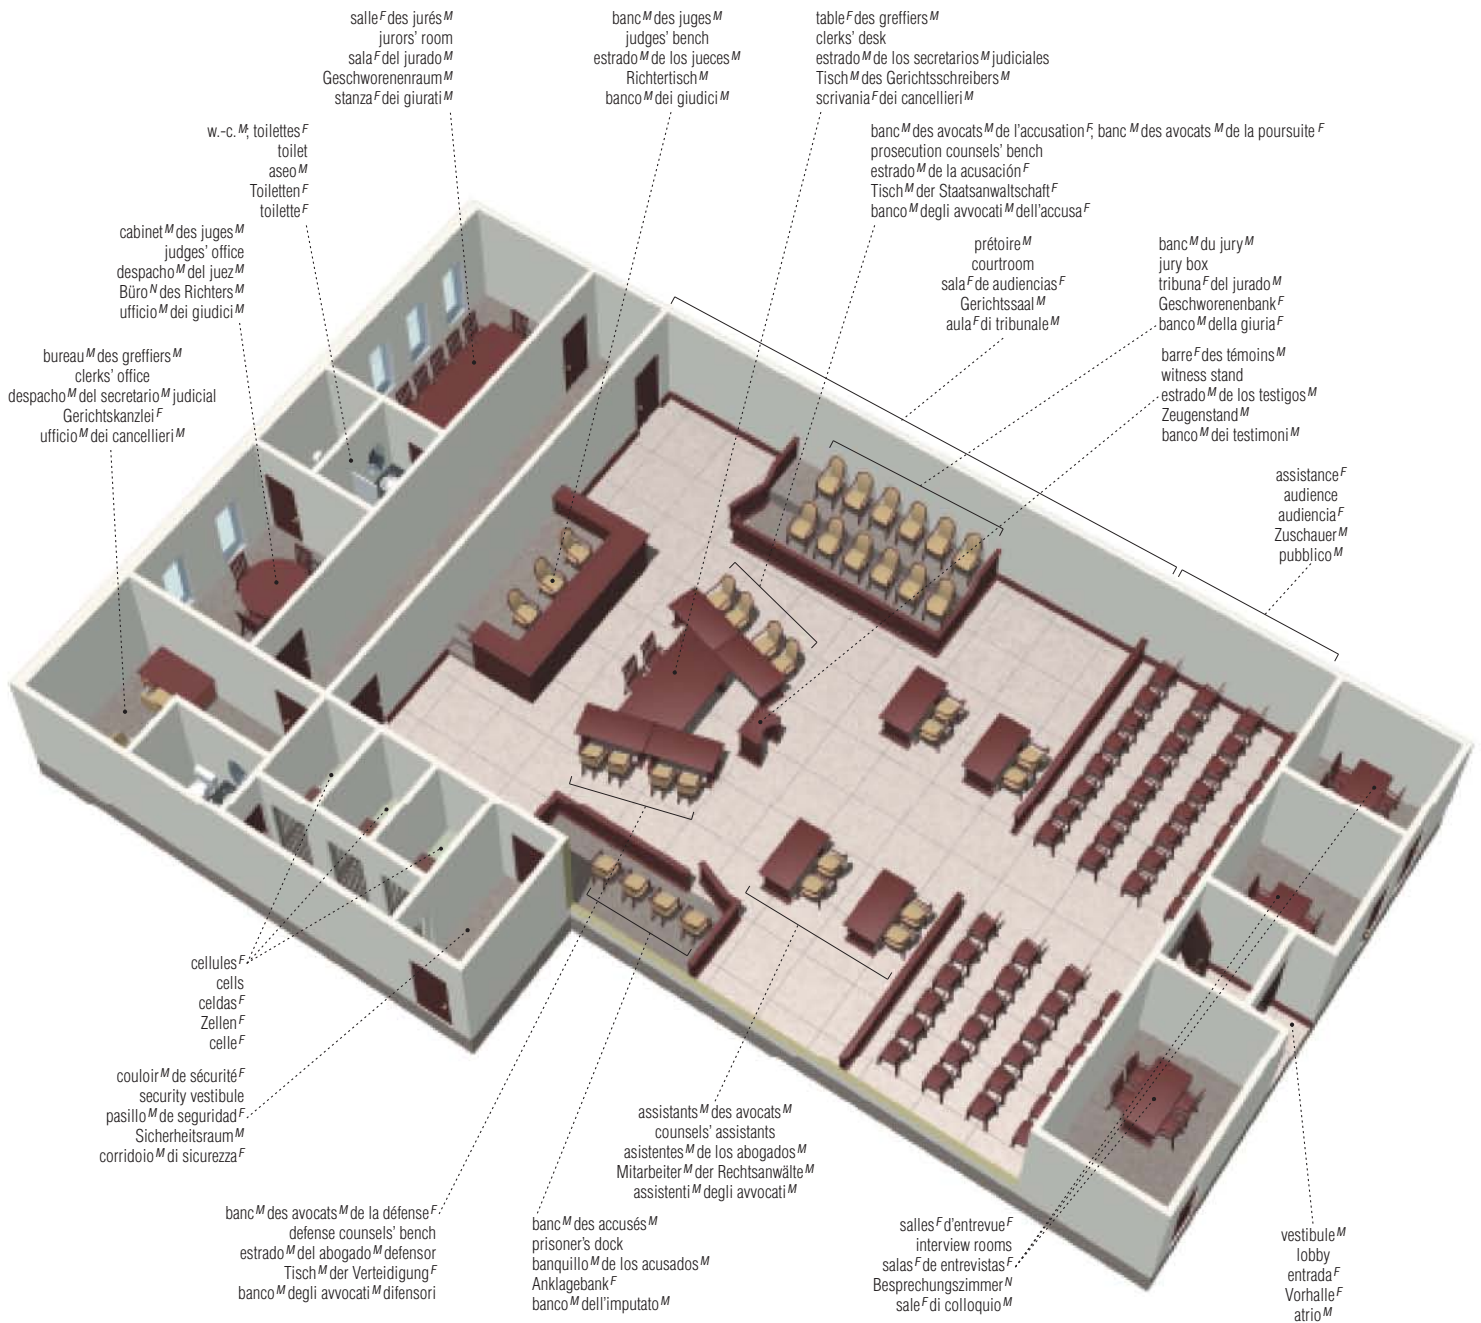 salle F des jurés M
jurors' room
sala F del jurado M
Geschworenenraum M
stanza F dei giurati M
banc M des juges M
judges' bench
estrado M de los jueces M
Richtertisch M
banco M dei giudici M
table F des greffiers M
clerks' desk
estrado M de los secretarios M judiciales
Tisch M des Gerichtsschreibers M
scrivania F dei cancellieri M
w.-c. M; toilettes F
toilet
aseo M
Toiletten F
toilette F
banc M des avocats M de l'accusation F; banc M des avocats M de la poursuite F
prosecution counsels' bench
estrado M de la acusación F
Tisch M der Staatsanwaltschaft F
banco M degli avvocati M dell'accusa F
cabinet M des juges M
judges' office
despacho M del juez M
Büro N des Richters M
ufficio M dei giudici M
prétoire M
courtroom
sala F de audiencias F
Gerichtssaal M
aula F di tribunale M
banc M du jury M
jury box
tribuna F del jurado M
Geschworenenbank F
banco M della giuria F
bureau M des greffiers M
clerks' office
despacho M del secretario M judicial
Gerichtskanzlei F
ufficio M dei cancellieri M
barre F des témoins M
witness stand
estrado M de los testigos M
Zeugenstand M
banco M dei testimoni M
assistance F
audience
audiencia F
Zuschauer M
pubblico M
cellules F
cells
celdas F
Zellen F
celle F
couloir M de sécurité F
security vestibule
pasillo M de seguridad F
Sicherheitsraum M
corridoio M di sicurezza F
assistants M des avocats M
counsels' assistants
asistentes M de los abogados M
Mitarbeiter M der Rechtsanwälte M
assistenti M degli avvocati M
banc M des avocats M de la défense F
defense counsels' bench
estrado M del abogado M defensor
Tisch M der Verteidigung F
banco M degli avvocati M difensori
banc M des accusés M
prisoner's dock
banquillo M de los acusados M
Anklagebank F
banco M dell'imputato M
salles F d'entrevue F
interview rooms
salas F de entrevistas F
Besprechungszimmer N
sale F di colloquio M
vestibule M
lobby
entrada F
Vorhalle F
atrio M